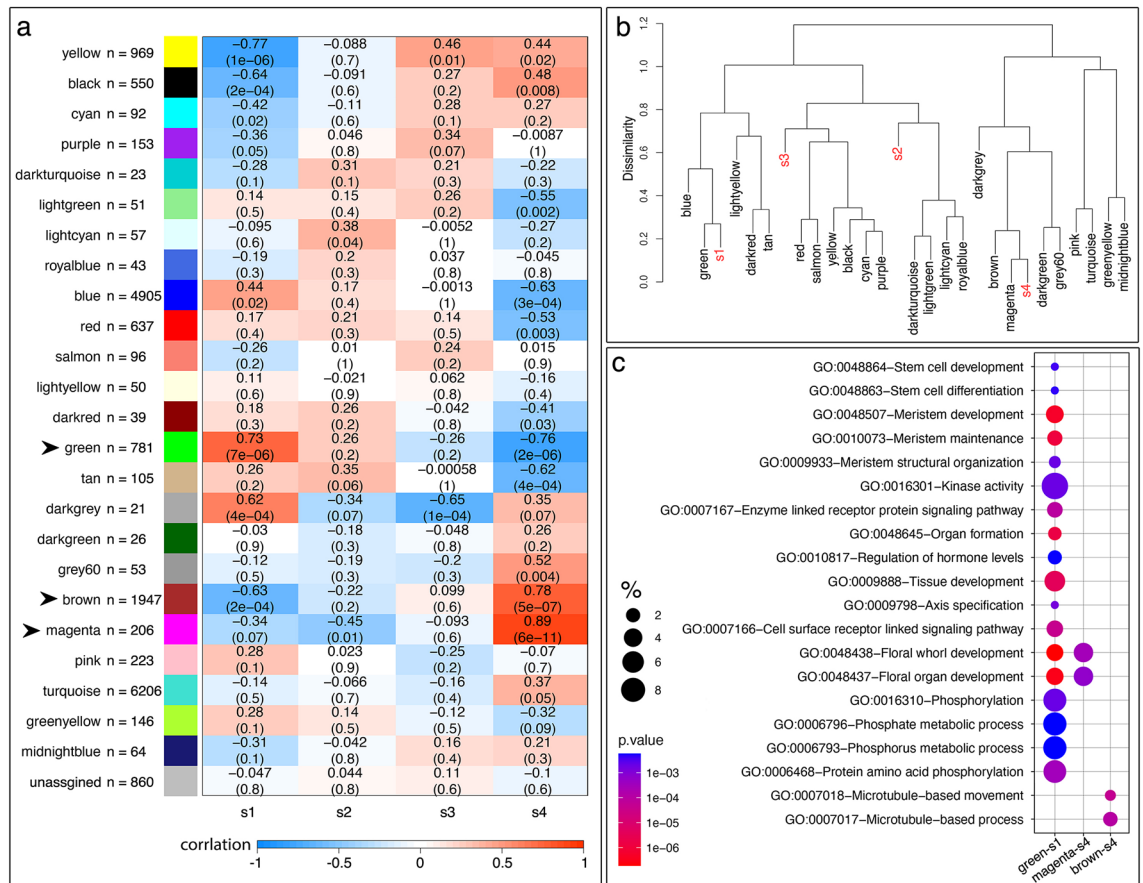 a
yellow n = 969 −0.77 −0.088 0.46 0.44
(1e−06) (0.7) (0.01) (0.02)
black n = 550 −0.64 −0.091 0.27 0.48
(2e−04) (0.6) (0.2) (0.008)
cyan n = 92 −0.42 −0.11 0.28 0.27
(0.02) (0.6) (0.1) (0.2)
purple n = 153 −0.36 0.046 0.34 −0.0087
(0.05) (0.8) (0.07) (1)
darkturquoise n = 23 −0.28 0.31 0.21 −0.22
(0.1) (0.1) (0.3) (0.3)
lightgreen n = 51 0.14 0.15 0.26 −0.55
(0.5) (0.4) (0.2) (0.002)
lightcyan n = 57 −0.095 0.38 −0.0052 −0.27
(0.6) (0.04) (1) (0.2)
royalblue n = 43 −0.19 0.2 0.037 −0.045
(0.3) (0.3) (0.8) (0.8)
blue n = 4905 0.44 0.17 −0.0013 −0.63
(0.02) (0.4) (1) (3e−04)
red n = 637 0.17 0.21 0.14 −0.53
(0.4) (0.3) (0.5) (0.003)
salmon n = 96 −0.26 0.01 0.24 0.015
(0.2) (1) (0.2) (0.9)
lightyellow n = 50 0.11 −0.021 0.062 −0.16
(0.6) (0.9) (0.8) (0.4)
darkred n = 39 0.18 0.26 −0.042 −0.41
(0.3) (0.2) (0.8) (0.03)
green n = 781 0.73 0.26 −0.26 −0.76
(7e−06) (0.2) (0.2) (2e−06)
tan n = 105 0.26 0.35 −0.00058 −0.62
(0.2) (0.06) (1) (4e−04)
darkgrey n = 21 0.62 −0.34 −0.65 0.35
(4e−04) (0.07) (1e−04) (0.07)
darkgreen n = 26 −0.03 −0.18 −0.048 0.26
(0.9) (0.3) (0.8) (0.2)
grey60 n = 53 −0.12 −0.19 −0.2 0.52
(0.5) (0.3) (0.3) (0.004)
brown n = 1947 −0.63 −0.22 0.099 0.78
(2e−04) (0.2) (0.6) (5e−07)
magenta n = 206 −0.34 −0.45 −0.093 0.89
(0.07) (0.01) (0.6) (6e−11)
pink n = 223 0.28 0.023 −0.25 −0.07
(0.1) (0.9) (0.2) (0.7)
turquoise n = 6206 −0.14 −0.066 −0.16 0.37
(0.5) (0.7) (0.4) (0.05)
greenyellow n = 146 0.28 0.14 −0.12 −0.32
(0.1) (0.5) (0.5) (0.09)
midnightblue n = 64 −0.31 −0.042 0.16 0.21
(0.1) (0.8) (0.4) (0.3)
unassgined n = 860 −0.047 0.044 0.11 −0.1
(0.8) (0.8) (0.6) (0.6)
s1 s2 s3 s4
corrlation
-1 -0.5 0 0.5 1
b
Dissimilarity
1.2
1.0
0.8
0.6
0.4
0.2
0.0
blue
green
s1
lightyellow
darkred
tan
s3
red
salmon
yellow
black
cyan
purple
s2
darkturquoise
lightgreen
lightcyan
royalblue
darkgrey
brown
magenta
s4
darkgreen
grey60
pink
turquoise
greenyellow
midnightblue
c
GO:0048864−Stem cell development
GO:0048863−Stem cell differentiation
GO:0048507−Meristem development
GO:0010073−Meristem maintenance
GO:0009933−Meristem structural organization
GO:0016301−Kinase activity
GO:0007167−Enzyme linked receptor protein signaling pathway
GO:0048645−Organ formation
GO:0010817−Regulation of hormone levels
GO:0009888−Tissue development
GO:0009798−Axis specification
GO:0007166−Cell surface receptor linked signaling pathway
GO:0048438−Floral whorl development
GO:0048437−Floral organ development
GO:0016310−Phosphorylation
GO:0006796−Phosphate metabolic process
GO:0006793−Phosphorus metabolic process
GO:0006468−Protein amino acid phosphorylation
GO:0007018−Microtubule−based movement
GO:0007017−Microtubule−based process
green-s1
magenta-s4
brown-s4
%
2
4
6
8
p.value
1e−03
1e−04
1e−05
1e−06